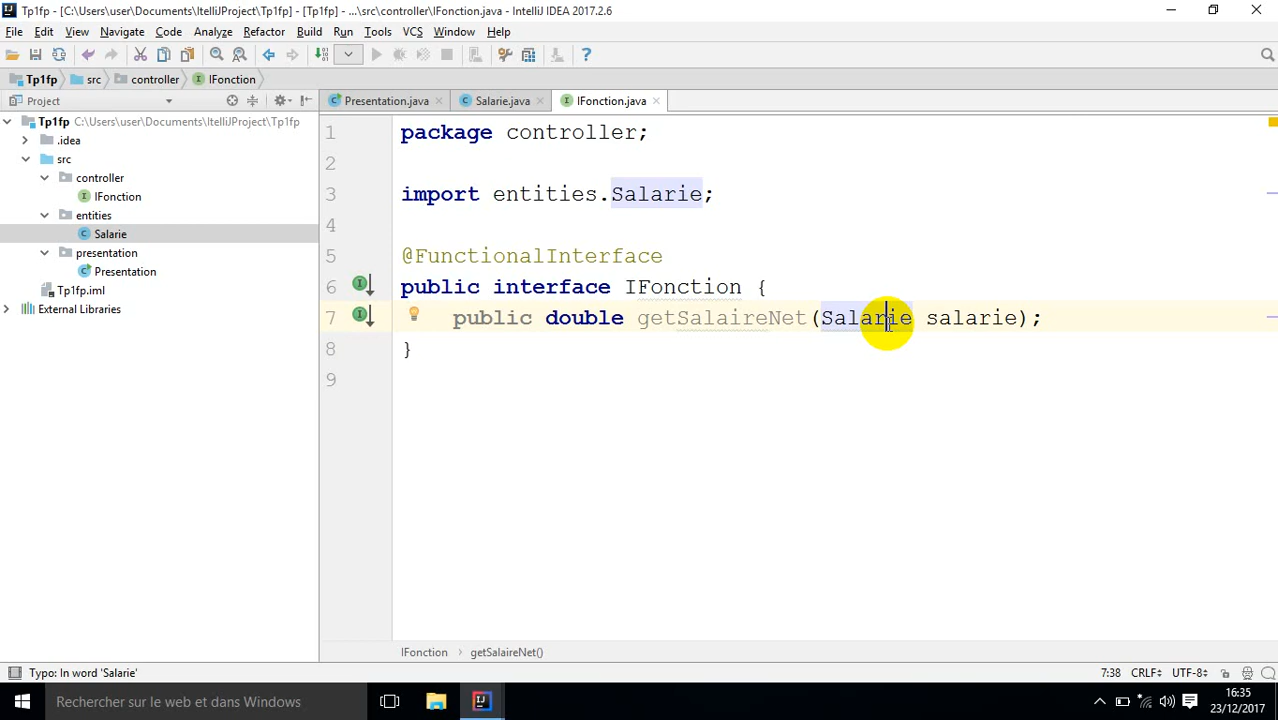 Tp1fp - [C:\Users\user\Documents\ItelliJProject\Tp1fp] - [Tp1fp] - ...\src\controller\IFonction.java - IntelliJ IDEA 2017.2.6
File Edit View Navigate Code Analyze Refactor Build Run Tools VCS Window Help
Tp1fp src controller IFonction
Project
Presentation.java Salarie.java IFonction.java
Tp1fp C:\Users\user\Documents\ItelliJProject\Tp1fp
.idea
src
controller
IFonction
entities
Salarie
presentation
Presentation
Tp1fp.iml
External Libraries
1 package controller;
2
3 import entities.Salarie;
4
5 @FunctionalInterface
6 public interface IFonction {
7 public double getSalaireNet(Salarie salarie);
8 }
9
IFonction getSalaireNet()
Typo: In word 'Salarie' 7:38 CRLF UTF-8
Rechercher sur le web et dans Windows
16:35
23/12/2017